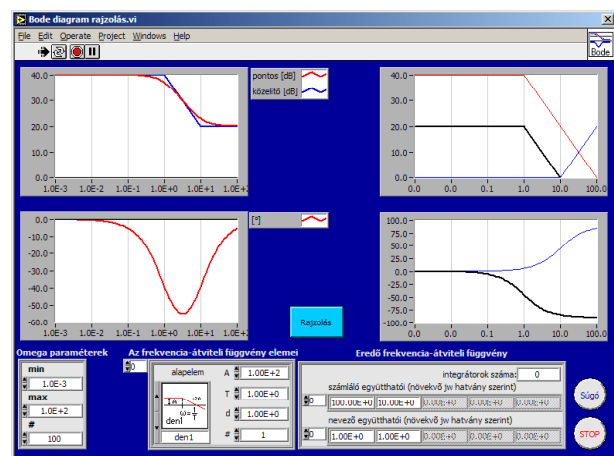 Bode diagram rajzolás.vi
File Edit Operate Project Windows Help
Bode
40.0
30.0
20.0
10.0
0.0
1.0E-3 1.0E-2 1.0E-1 1.0E+0 1.0E+1 1.0E+2
pontos [dB]
közelítő [dB]
40.0
30.0
20.0
10.0
0.0
0.0 0.0 0.1 1.0 10.0 100.0
0.0
-10.0
-20.0
-30.0
-40.0
-50.0
-60.0
1.0E-3 1.0E-2 1.0E-1 1.0E+0 1.0E+1 1.0E+2
[°]
100.0
75.0
50.0
25.0
0.0
-25.0
-50.0
-75.0
-100.0
0.0 0.0 0.1 1.0 10.0 100.0
Rajzolás
Omega paraméterek
min
1.0E-3
max
1.0E+2
#
100
Az frekvencia-átviteli függvény elemei
0
alapelem
den1
den1
A 1.00E+2
T 1.00E+0
d 1.00E+0
# 1
Eredő frekvencia-átviteli függvény
integrátorok száma: 0
számláló együtthatói (növekvő jw hatvány szerint)
0 100.00E+0 10.00E+0 0.00E+0 0.00E+0 0.00E+0
nevező együtthatói (növekvő jw hatvány szerint)
0 1.00E+0 1.00E+0 0.00E+0 0.00E+0 0.00E+0
Súgó
STOP